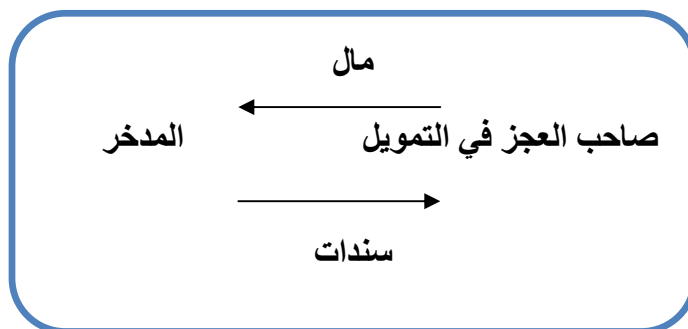 مال
صاحب العجز في التمويل المدخر
سندات